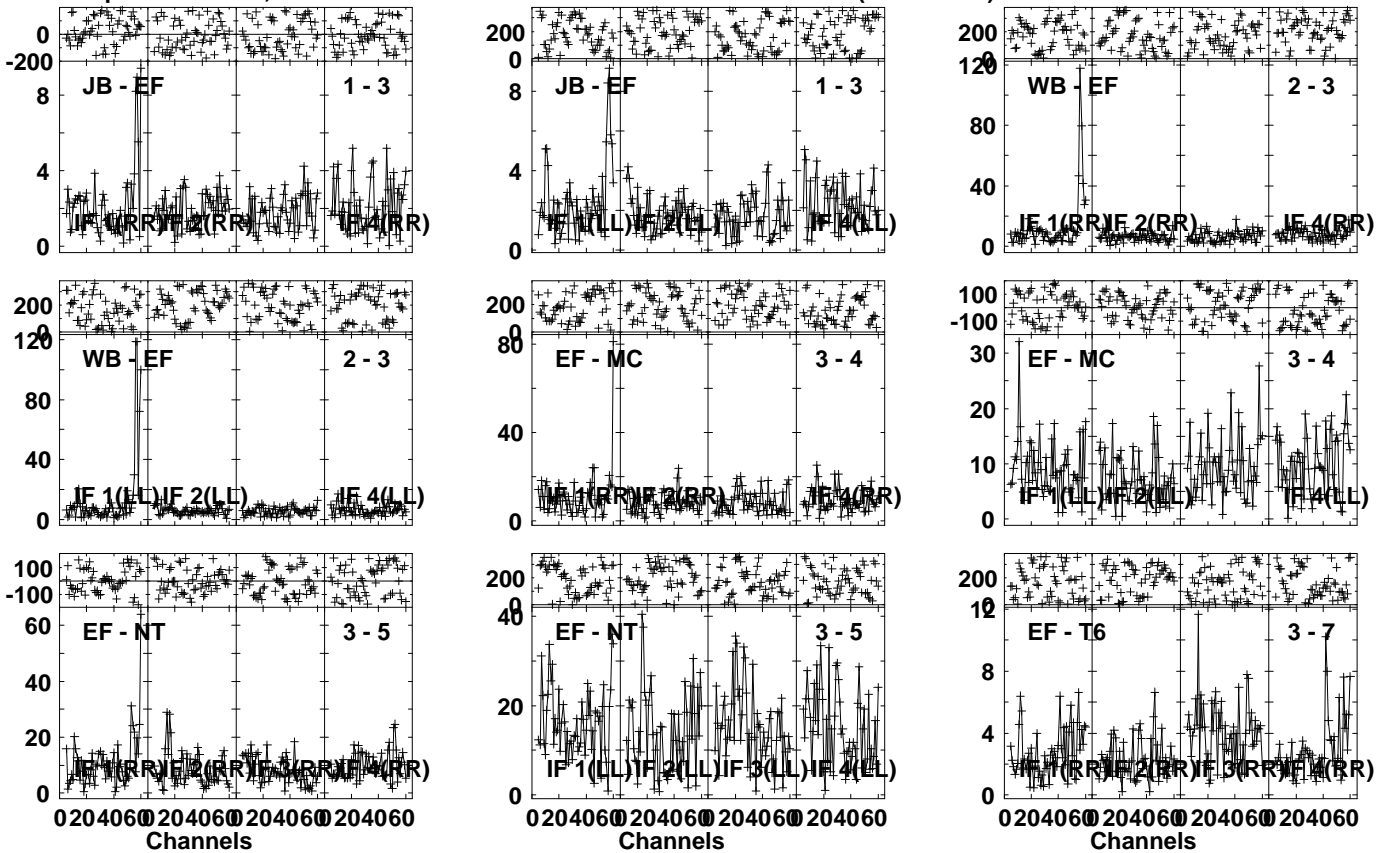 0
-200
JB - EF 1 - 3
8
4
0
IF 1(RR) IF 2(RR) IF 4(RR)
200
0
JB - EF 1 - 3
8
4
0
IF 1(LL) IF 2(LL) IF 4(LL)
200
0
120
WB - EF 2 - 3
80
40
0
IF 1(RR) IF 2(RR) IF 4(RR)
200
0
120
WB - EF 2 - 3
80
40
0
IF 1(LL) IF 2(LL) IF 4(LL)
200
0
80
EF - MC 3 - 4
40
0
IF 1(RR) IF 2(RR) IF 4(RR)
100
-100
30
EF - MC 3 - 4
20
10
0
IF 1(LL) IF 2(LL) IF 4(LL)
100
-100
60
EF - NT 3 - 5
40
20
0
IF 1(RR) IF 2(RR) IF 3(RR) IF 4(RR)
0 20 40 60 0 20 40 60 0 20 40 60 0 20 40 60
Channels
200
0
40
EF - NT 3 - 5
20
0
IF 1(LL) IF 2(LL) IF 3(LL) IF 4(LL)
0 20 40 60 0 20 40 60 0 20 40 60 0 20 40 60
Channels
200
0
12
EF - T6 3 - 7
8
4
0
IF 1(RR) IF 2(RR) IF 3(RR) IF 4(RR)
0 20 40 60 0 20 40 60 0 20 40 60 0 20 40 60
Channels